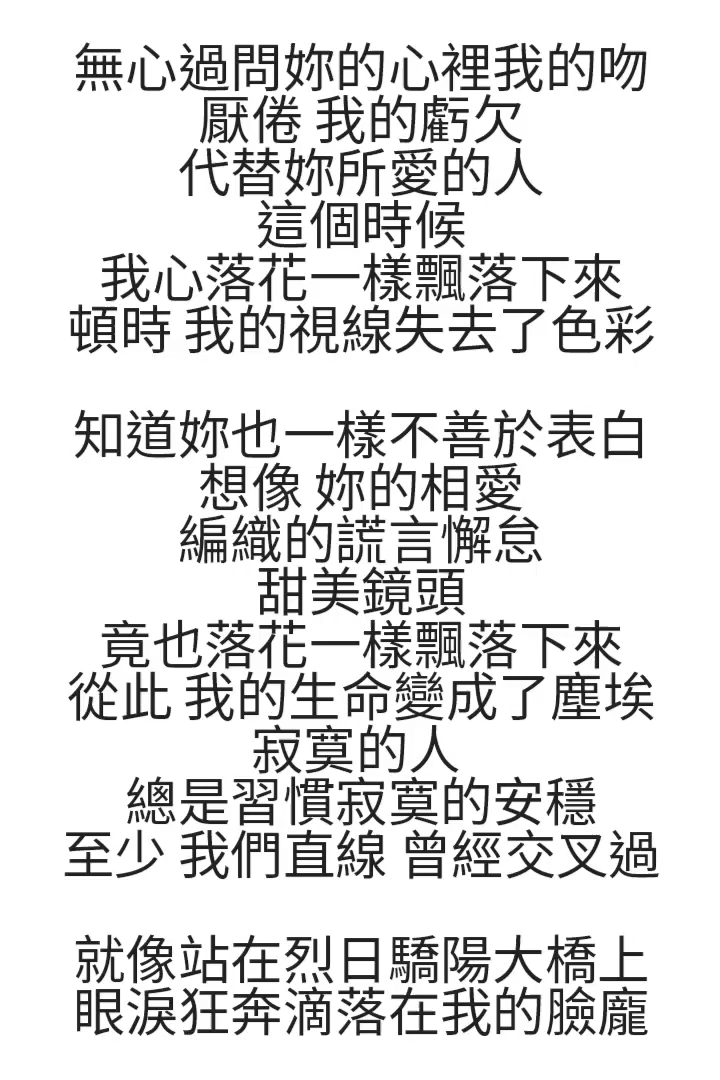 無心過問妳的心裡我的吻
厭倦 我的虧欠
代替妳所愛的人
這個時候
我心落花一樣飄落下來
頓時 我的視線失去了色彩
知道妳也一樣不善於表白
想像 妳的相愛
編織的謊言懈怠
甜美鏡頭
竟也落花一樣飄落下來
從此 我的生命變成了塵埃
寂寞的人
總是習慣寂寞的安穩
至少 我們直線 曾經交叉過
就像站在烈日驕陽大橋上
眼淚狂奔滴落在我的臉龐